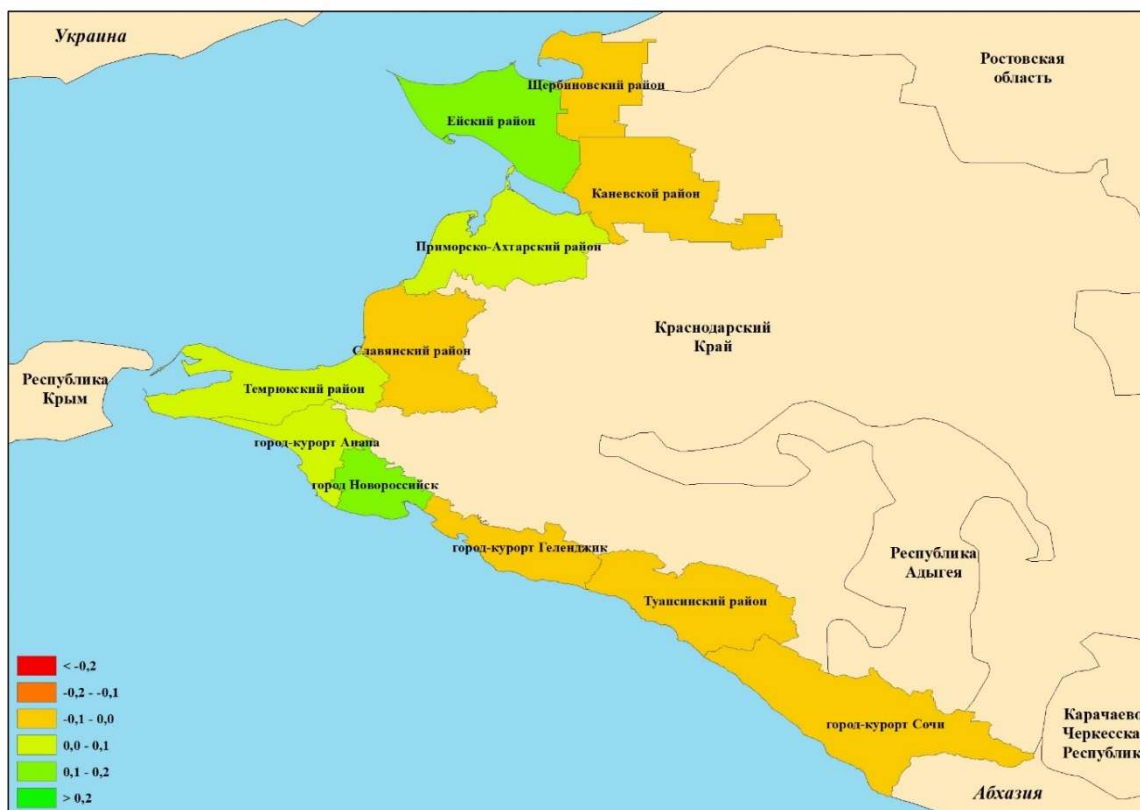 Украина
Ростовская
область
Щербиновский район
Ейский район
Каневской район
Приморско-Ахтарский район
Краснодарский
Край
Славянский район
Республика
Крым
Темрюкский район
город-курорт Анапа
город Новороссийск
город-курорт Геленджик
Республика
Адыгея
Туапсинский район
город-курорт Сочи
Карачаево
Черкесска
Республик
Абхазия
< -0,2
-0,2 - -0,1
-0,1 - 0,0
0,0 - 0,1
0,1 - 0,2
> 0,2